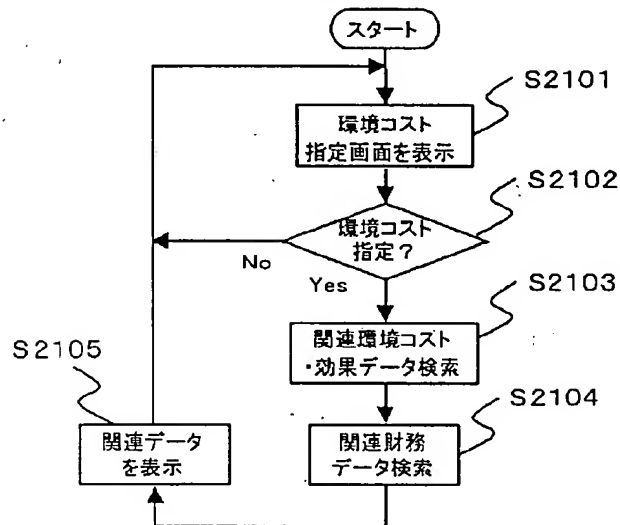 スタート
S2101
環境コスト
指定画面を表示
S2102
環境コスト
指定？
No
Yes
S2103
関連環境コスト
・効果データ検索
S2105
S2104
関連データ
を表示
関連財務
データ検索